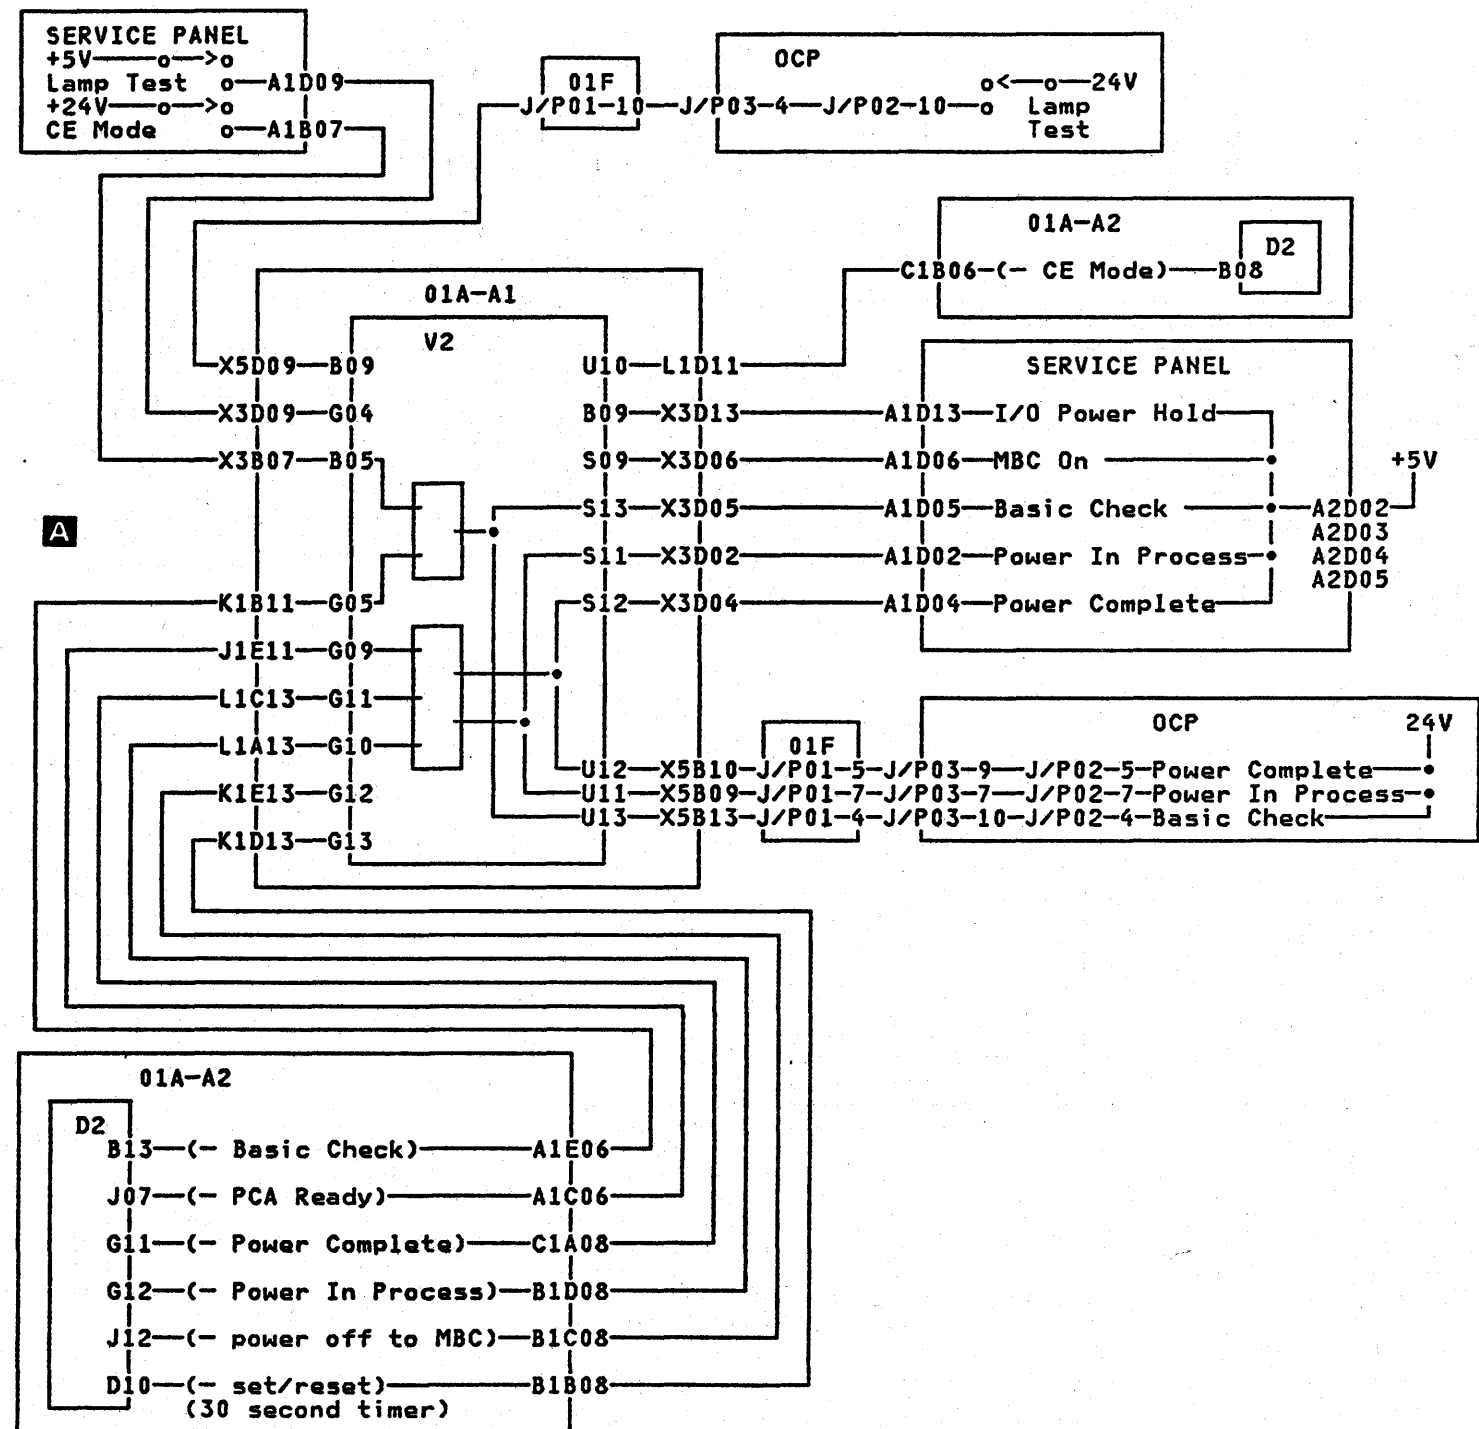 SERVICE PANEL
+5V o >o
Lamp Test o A1D09
+24V o >o
CE Mode o A1B07
01F
J/P01-10 J/P03-4 J/P02-10 o
OCP
o< o 24V
Lamp
Test
01A-A2
D2
C1B06-(- CE Mode) B08
01A-A1
V2
X5D09 B09
X3D09 G04
X3B07 B05
K1B11 G05
J1E11 G09
L1C13 G11
L1A13 G10
K1E13 G12
K1D13 G13
U10 L1D11
B09 X3D13
S09 X3D06
S13 X3D05
S11 X3D02
S12 X3D04
U12 X5B10
U11 X5B09
U13 X5B13
SERVICE PANEL
A1D13 I/O Power Hold
A1D06 MBC On
A1D05 Basic Check
A1D02 Power In Process
A1D04 Power Complete
+5V
A2D02
A2D03
A2D04
A2D05
A
01F
OCP
24V
J/P01-5 J/P03-9 J/P02-5 Power Complete
J/P01-7 J/P03-7 J/P02-7 Power In Process
J/P01-4 J/P03-10 J/P02-4 Basic Check
01A-A2
D2
B13 (- Basic Check) A1E06
J07 (- PCA Ready) A1C06
G11 (- Power Complete) C1A08
G12 (- Power In Process) B1D08
J12 (- power off to MBC) B1C08
D10 (- set/reset) B1B08
(30 second timer)